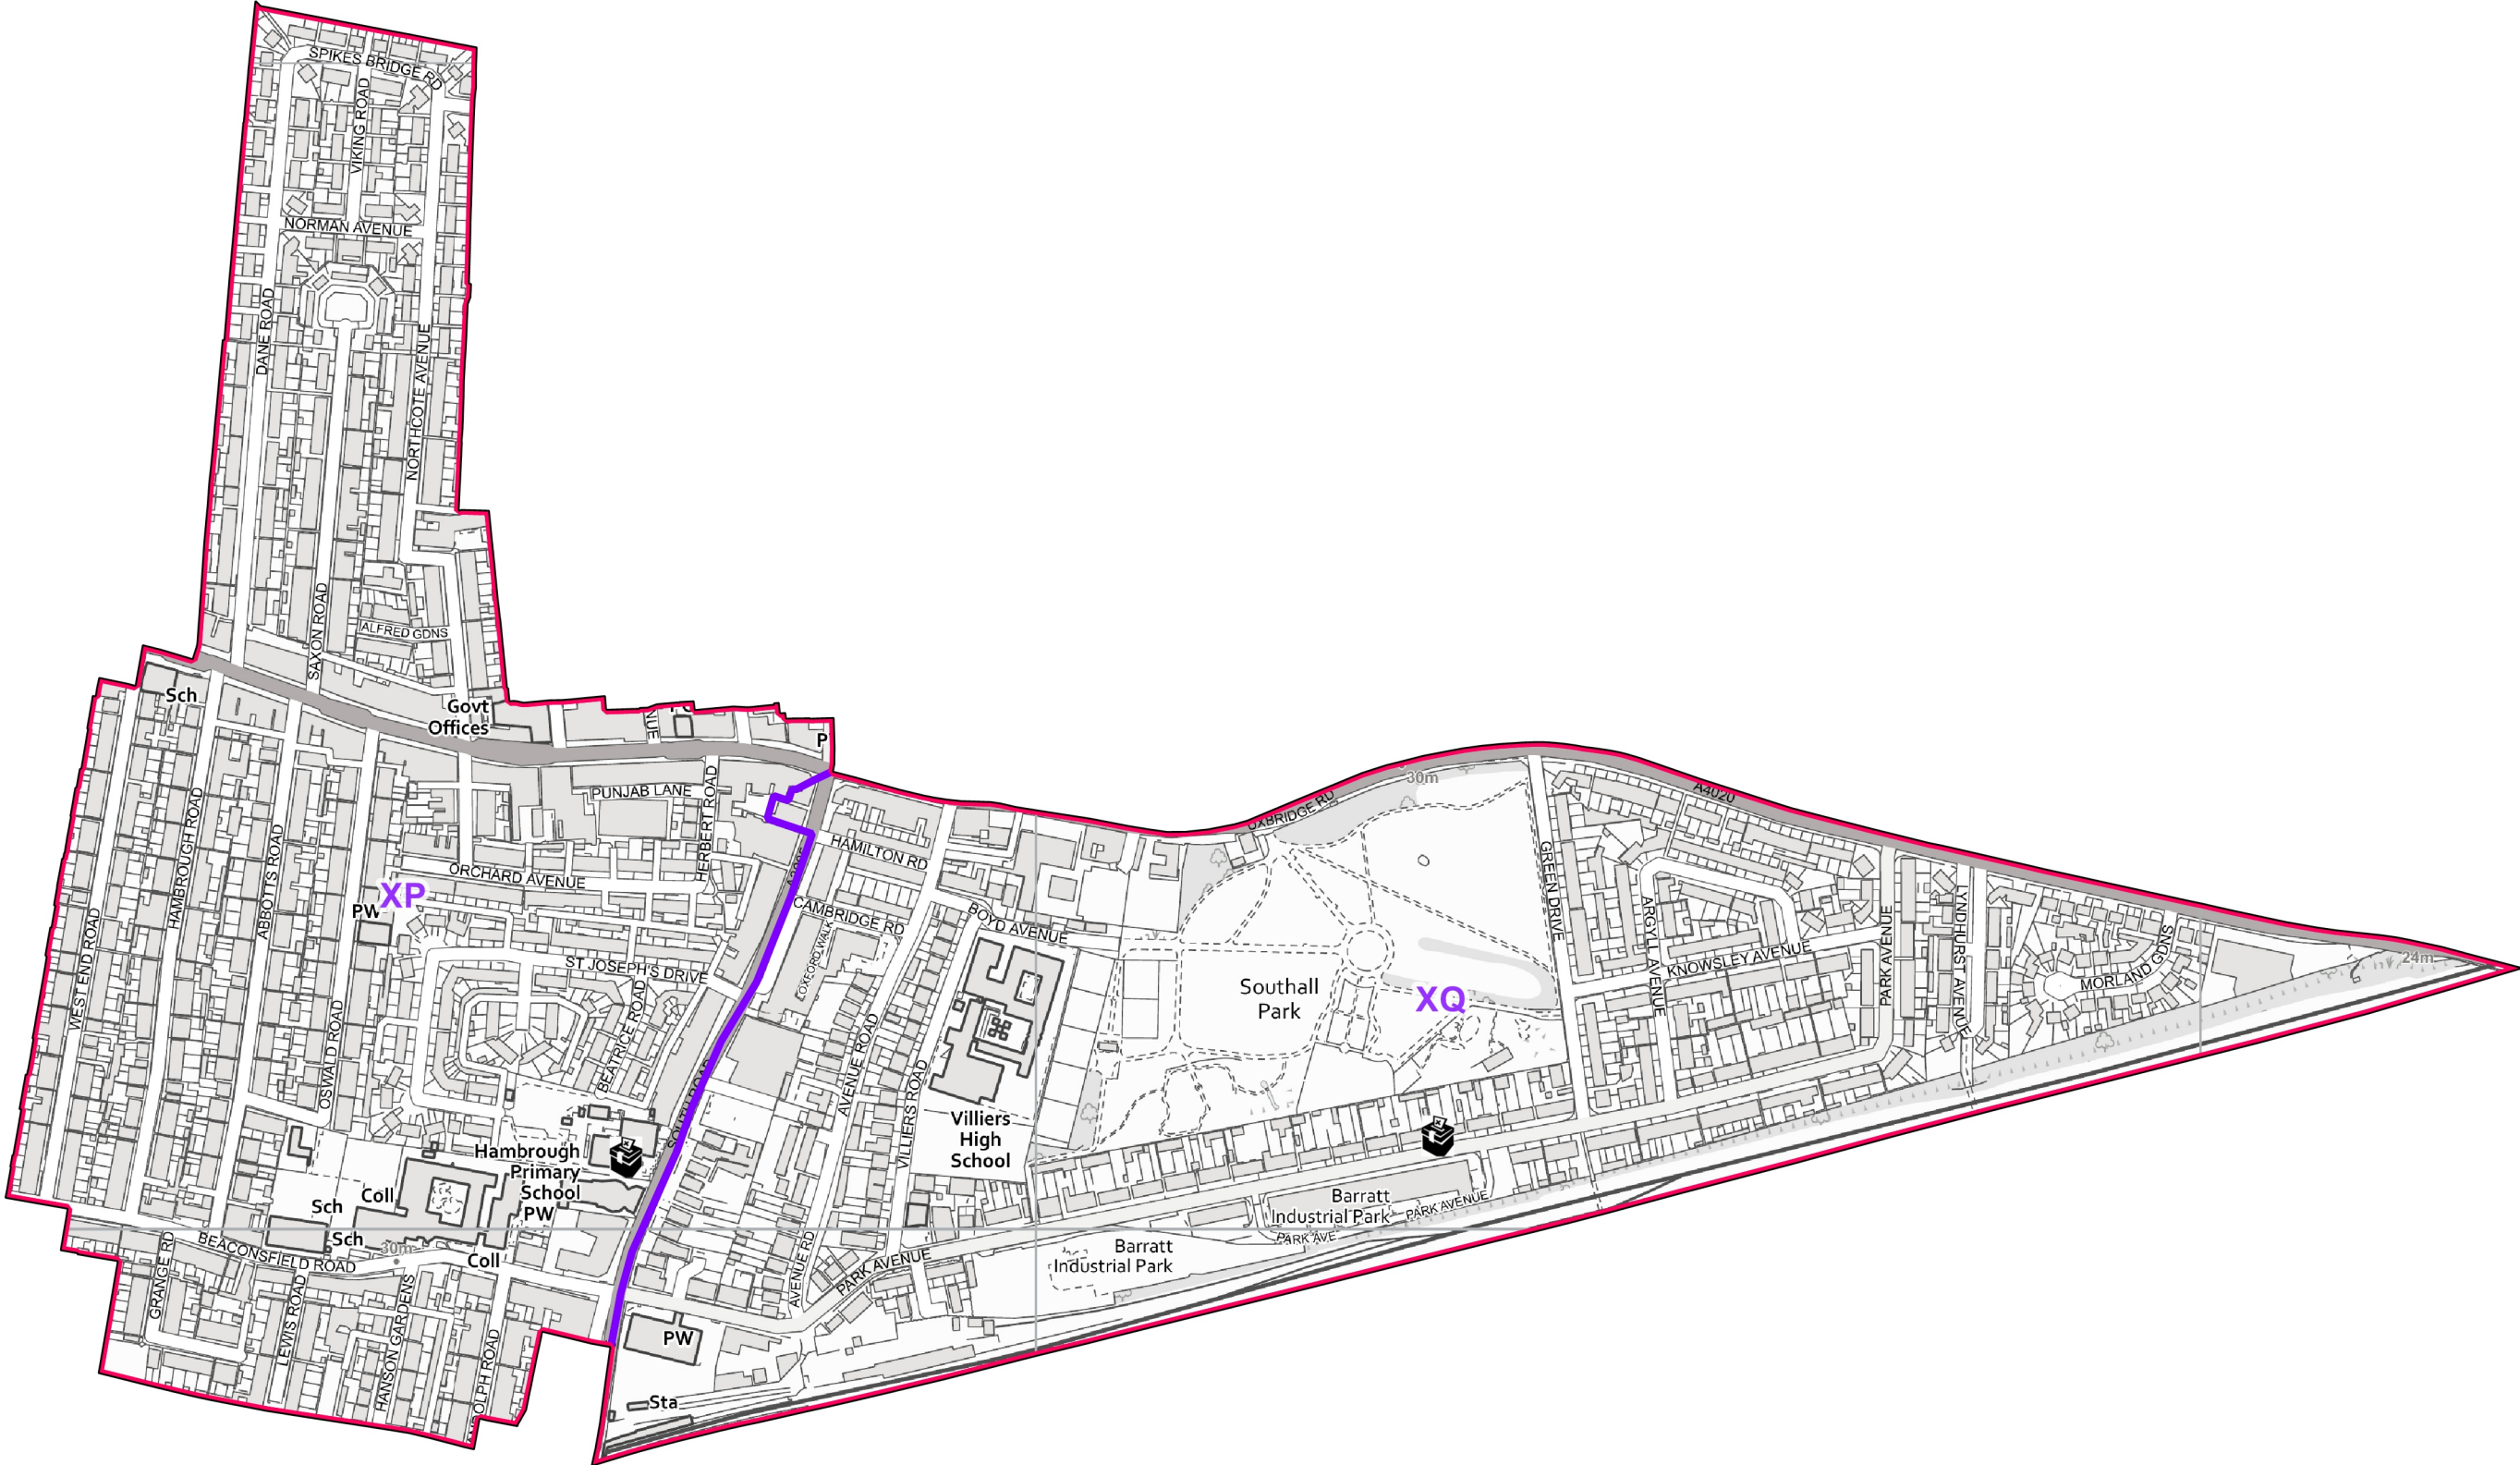 SPIKES BRIDGE RD
VIKING ROAD
NORMAN AVENUE
DANE ROAD
NORTHCOTE AVENUE
SAXON ROAD
ALFRED GDNS
Sch
Govt
Offices
P
PUNJAB LANE
HERBERT ROAD
ORCHARD AVENUE
HAMBROUGH ROAD
ABBOTTS ROAD
XP
PW
WEST END ROAD
OSWALD ROAD
ST JOSEPH'S DRIVE
BEATRICE ROAD
SOUTH ROAD
HAMILTON RD
CAMBRIDGE RD
OXFORD WALK
BOYD AVENUE
AVENUE ROAD
VILLIERS ROAD
Villiers
High
School
Southall
Park
XQ
UXBRIDGE RD
30m
A4020
GREEN DRIVE
ARGYLL AVENUE
KNOWSLEY AVENUE
PARK AVENUE
LYNDHURST AVENUE
MORLAND GDNS
24m
Hambrough
Primary
School
PW
Coll
Sch
Sch
30m
Coll
BEACONSFIELD ROAD
GRANGE RD
LEWIS ROAD
HANSON GARDENS
OLPH ROAD
AVENUE RD
PARK AVENUE
PW
Sta
Barratt
Industrial Park
PARK AVENUE
PARK AVE
Barratt
Industrial Park